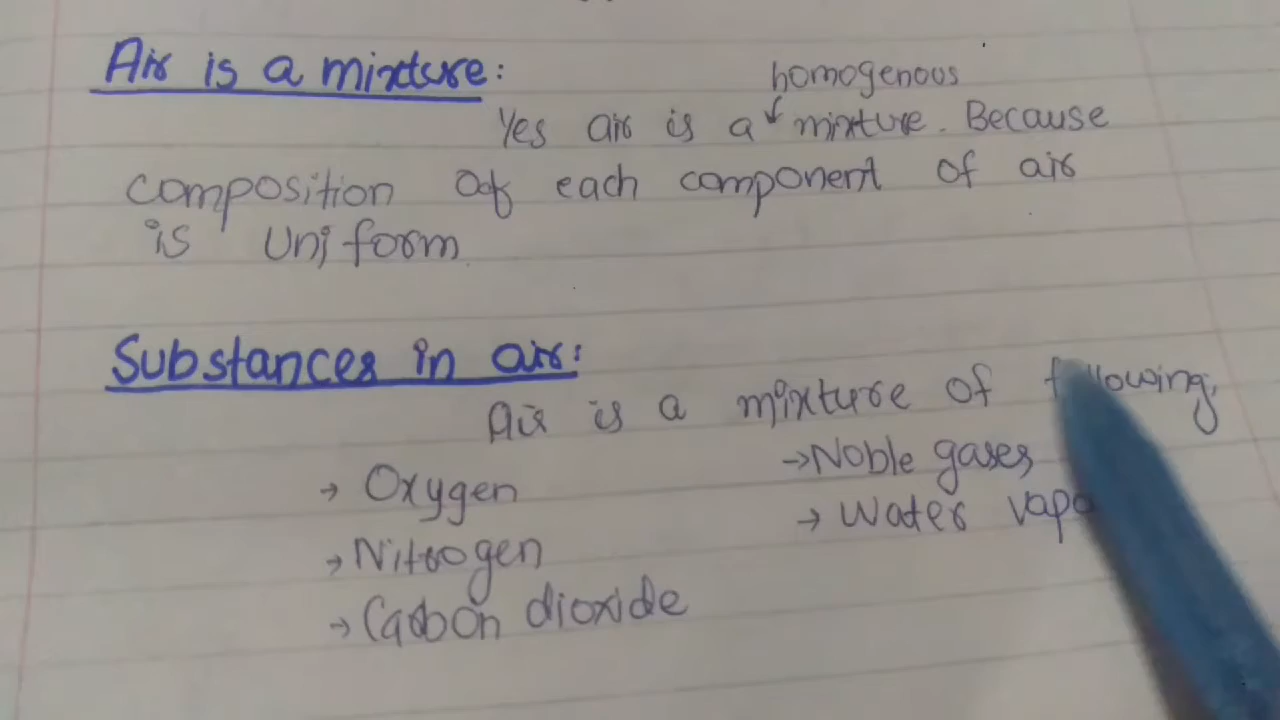 Air is a mixture:
homogenous
Yes air is a mixture. Because
composition of each component of air
is uniform
Substances in air:
Air is a mixture of following,
→ Oxygen
→ Nitrogen
→ Carbon dioxide
→ Noble gases
→ Water